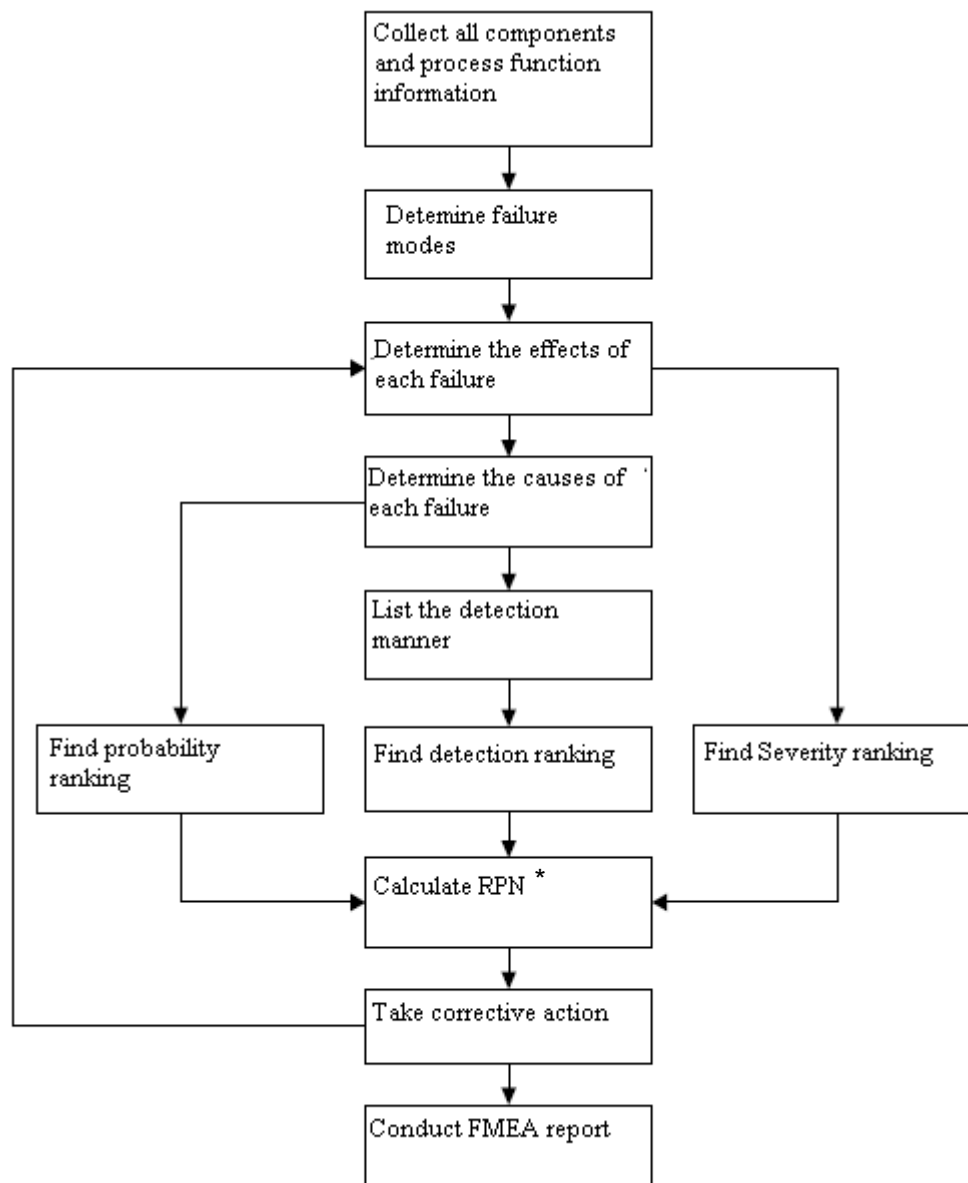 Collect all components
and process function
information
Detemine failure
modes
Determine the effects of
each failure
Determine the causes of
each failure
List the detection
manner
Find probability
ranking
Find detection ranking
Find Severity ranking
Calculate RPN *
Take corrective action
Conduct FMEA report